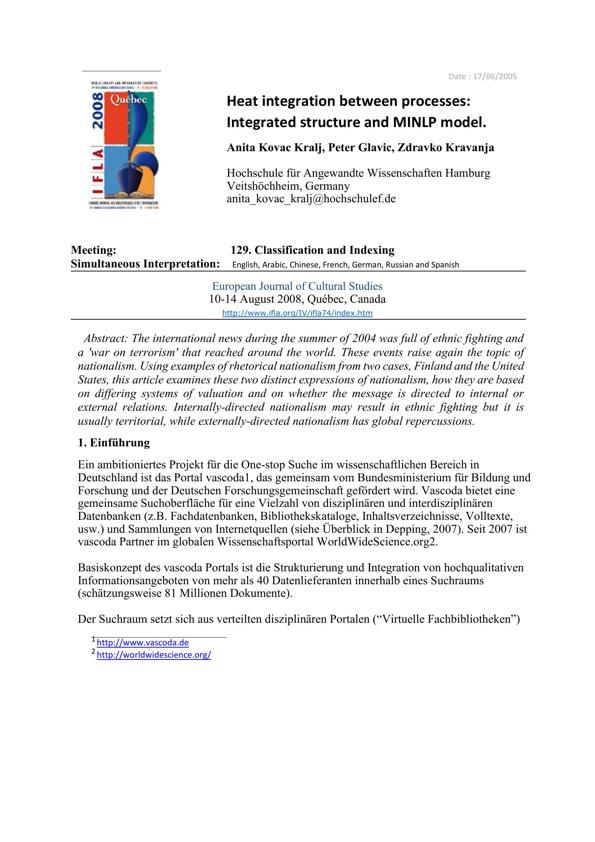 Date : 17/06/2005
WORLD LIBRARY AND INFORMATION CONGRESS:
2008
Québec
IFLA
Heat integration between processes:
Integrated structure and MINLP model.
Anita Kovac Kralj, Peter Glavic, Zdravko Kravanja
Hochschule für Angewandte Wissenschaften Hamburg
Veitshöchheim, Germany
anita_kovac_kralj@hochschulef.de
Meeting: 129. Classification and Indexing
Simultaneous Interpretation: English, Arabic, Chinese, French, German, Russian and Spanish
European Journal of Cultural Studies
10-14 August 2008, Québec, Canada
http://www.ifla.org/IV/ifla74/index.htm
Abstract: The international news during the summer of 2004 was full of ethnic fighting and
a 'war on terrorism' that reached around the world. These events raise again the topic of
nationalism. Using examples of rhetorical nationalism from two cases, Finland and the United
States, this article examines these two distinct expressions of nationalism, how they are based
on differing systems of valuation and on whether the message is directed to internal or
external relations. Internally-directed nationalism may result in ethnic fighting but it is
usually territorial, while externally-directed nationalism has global repercussions.
1. Einführung
Ein ambitioniertes Projekt für die One-stop Suche im wissenschaftlichen Bereich in
Deutschland ist das Portal vascoda1, das gemeinsam vom Bundesministerium für Bildung und
Forschung und der Deutschen Forschungsgemeinschaft gefördert wird. Vascoda bietet eine
gemeinsame Suchoberfläche für eine Vielzahl von disziplinären und interdisziplinären
Datenbanken (z.B. Fachdatenbanken, Bibliothekskataloge, Inhaltsverzeichnisse, Volltexte,
usw.) und Sammlungen von Internetquellen (siehe Überblick in Depping, 2007). Seit 2007 ist
vascoda Partner im globalen Wissenschaftsportal WorldWideScience.org2.
Basiskonzept des vascoda Portals ist die Strukturierung und Integration von hochqualitativen
Informationsangeboten von mehr als 40 Datenlieferanten innerhalb eines Suchraums
(schätzungsweise 81 Millionen Dokumente).
Der Suchraum setzt sich aus verteilten disziplinären Portalen (“Virtuelle Fachbibliotheken”)
1 http://www.vascoda.de
2 http://worldwidescience.org/